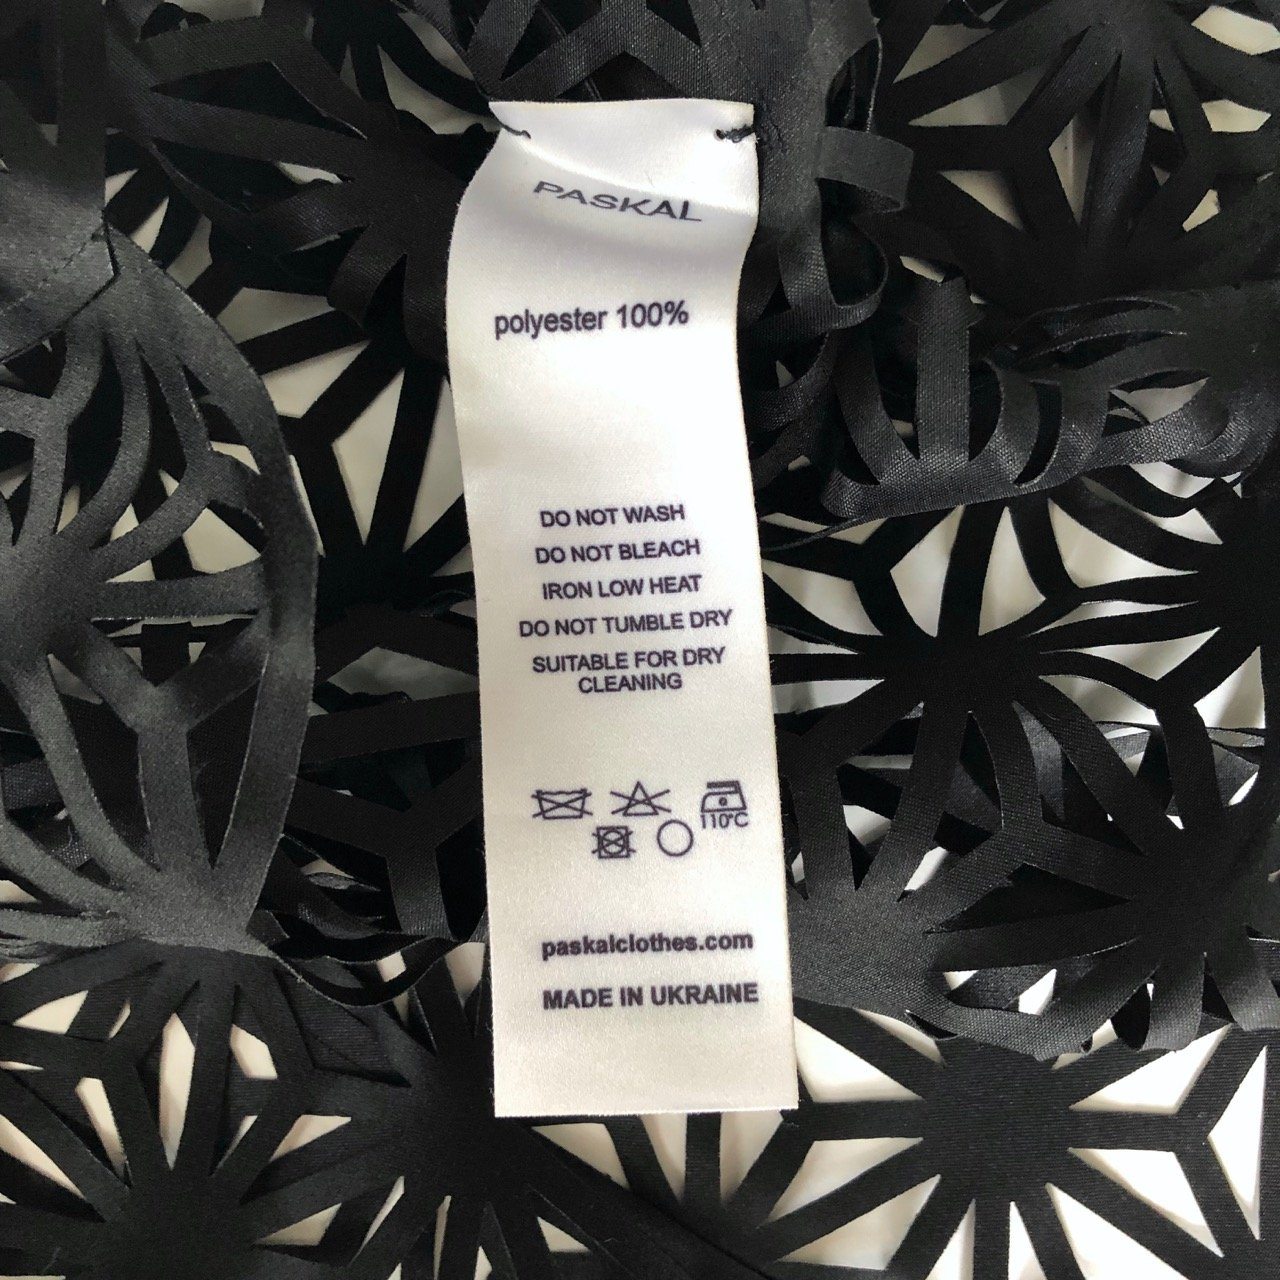 PASKAL
polyester 100%
DO NOT WASH
DO NOT BLEACH
IRON LOW HEAT
DO NOT TUMBLE DRY
SUITABLE FOR DRY
CLEANING
110°C
paskalclothes.com
MADE IN UKRAINE